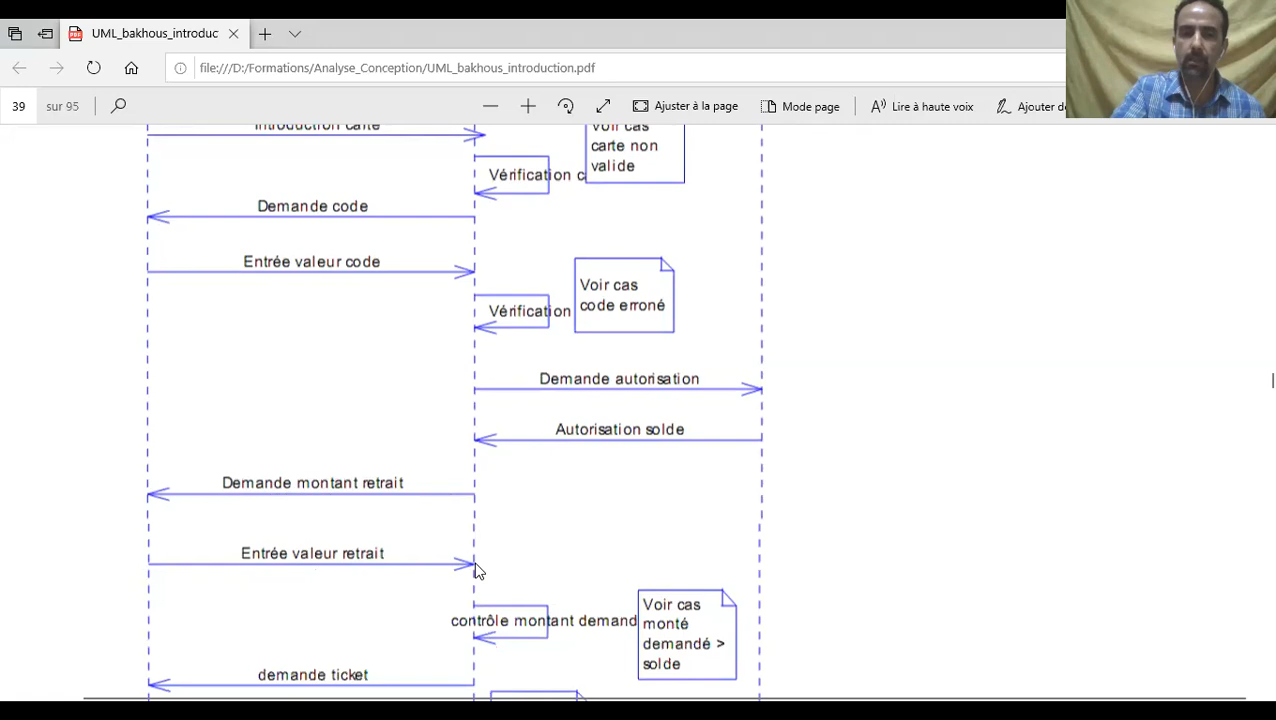 UML_bakhous_introduc
file:///D:/Formations/Analyse_Conception/UML_bakhous_introduction.pdf
39 sur 95
Ajuster à la page
Mode page
Lire à haute voix
Ajouter de
Introduction carte
Voir cas
carte non
valide
Vérification c
Demande code
Entrée valeur code
Voir cas
code erroné
Vérification
Demande autorisation
Autorisation solde
Demande montant retrait
Entrée valeur retrait
Voir cas
monté
demandé >
solde
contrôle montant demand
demande ticket